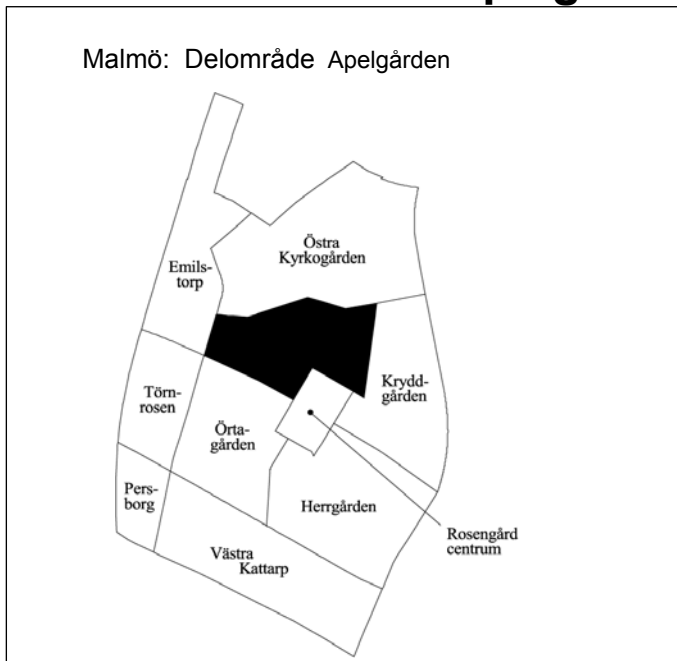 Malmö: Delområde Apelgården
Östra
Kyrkogården
Emils-
torp
Krydd-
gården
Törn-
rosen
Örta-
gården
Pers-
borg
Herrgården
Rosengård
centrum
Västra
Kattarp